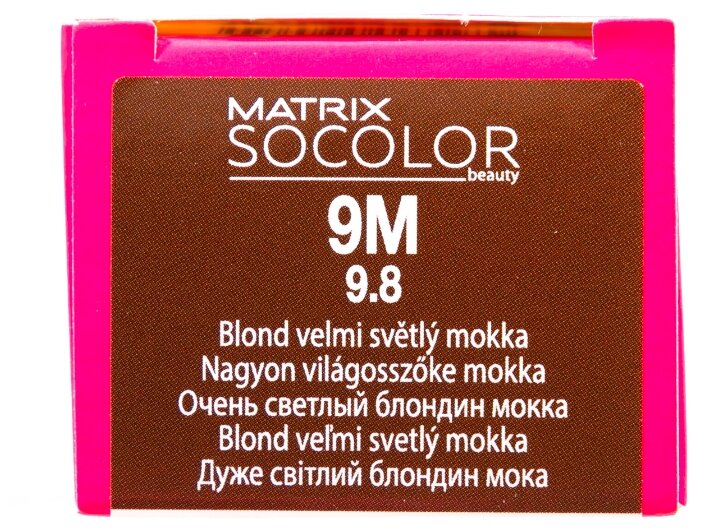 MATRIX
SOCOLOR
beauty
9M
9.8
Blond velmi světlý mokka
Nagyon világosszőke mokka
Очень светлый блондин мокка
Blond veľmi svetlý mokka
Дуже світлий блондин мока